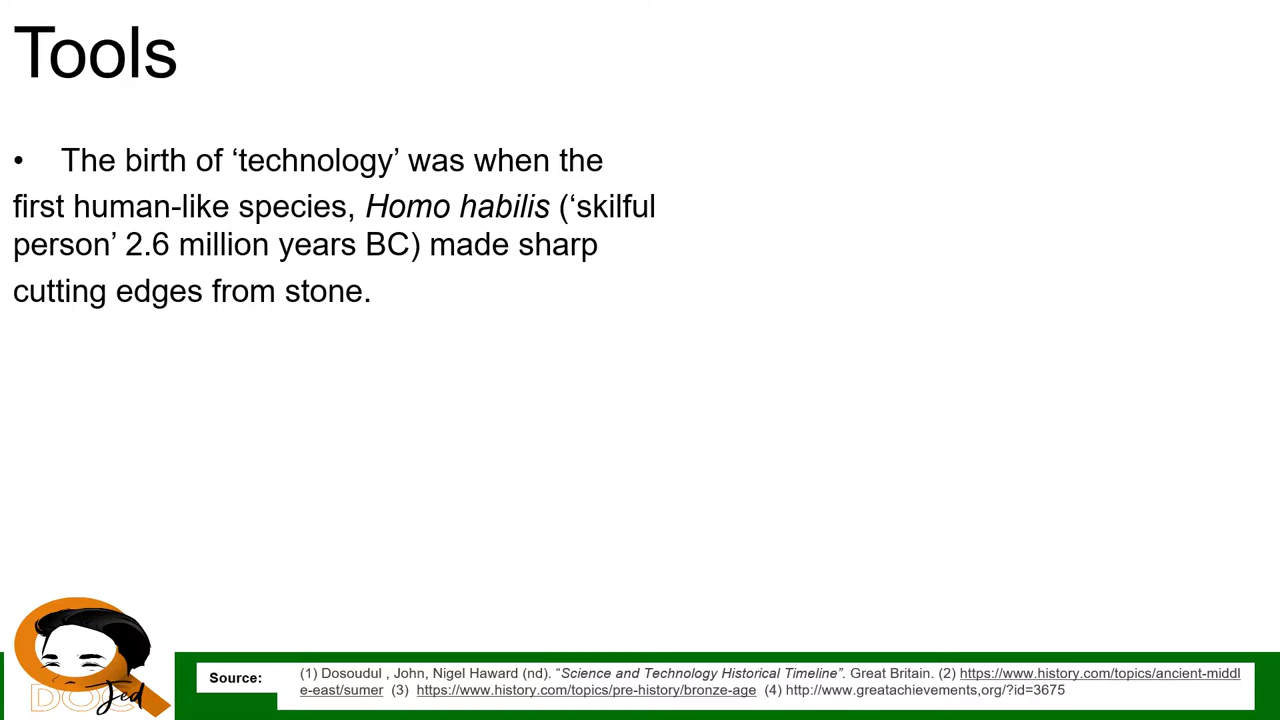 Tools
• The birth of ‘technology’ was when the
first human-like species, Homo habilis (‘skilful
person’ 2.6 million years BC) made sharp
cutting edges from stone.
DOC
Jed
Source:
(1) Dosoudul , John, Nigel Haward (nd). “Science and Technology Historical Timeline”. Great Britain. (2) https://www.history.com/topics/ancient-middl
e-east/sumer (3) https://www.history.com/topics/pre-history/bronze-age (4) http://www.greatachievements,org/?id=3675